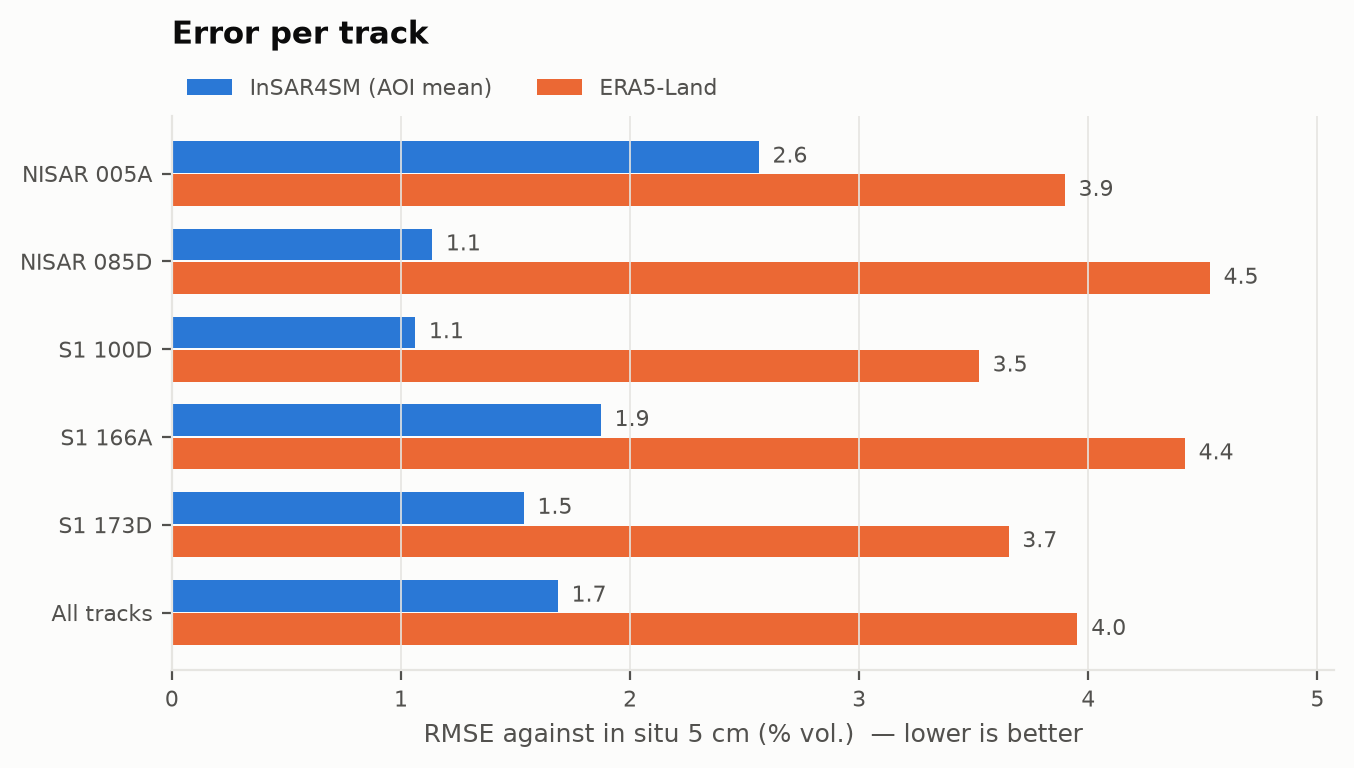 Error per track
InSAR4SM (AOI mean) ERA5-Land
NISAR 005A 2.6
3.9
NISAR 085D 1.1
4.5
S1 100D 1.1
3.5
S1 166A 1.9
4.4
S1 173D 1.5
3.7
All tracks 1.7
4.0
0 1 2 3 4 5
RMSE against in situ 5 cm (% vol.) — lower is better